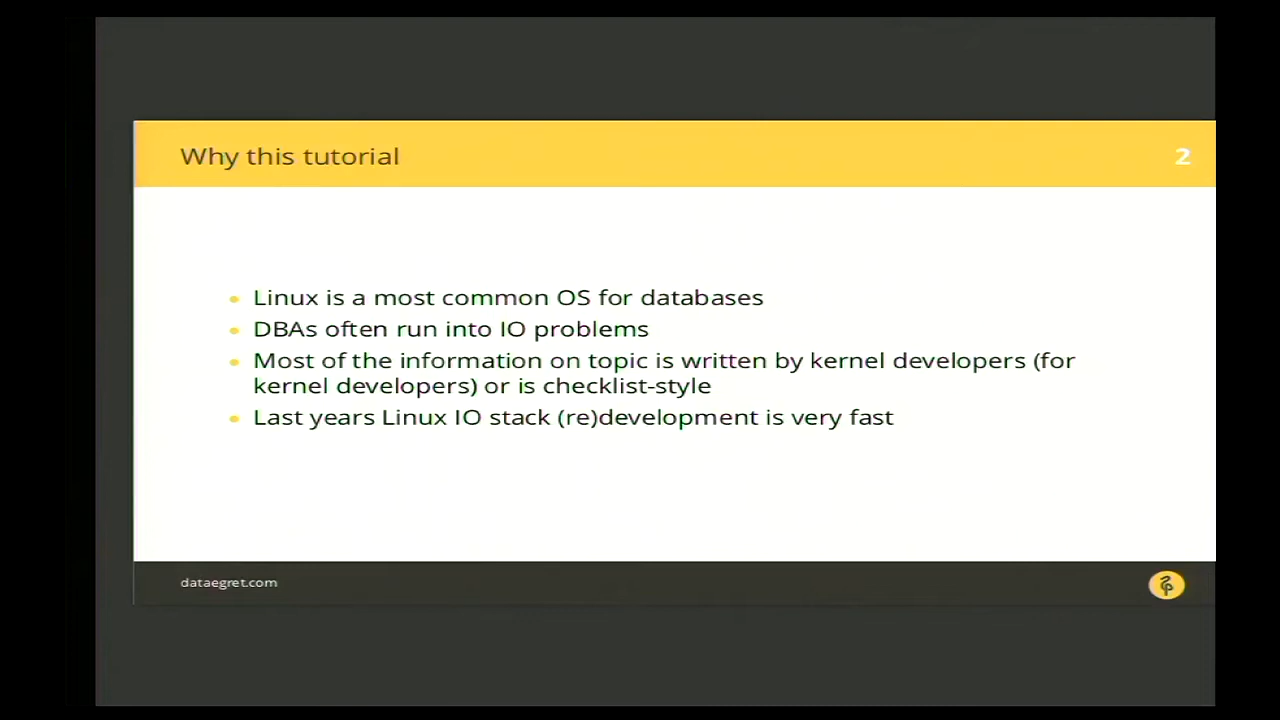 Why this tutorial
2
Linux is a most common OS for databases
DBAs often run into IO problems
Most of the information on topic is written by kernel developers (for
kernel developers) or is checklist-style
Last years Linux IO stack (re)development is very fast
dataegret.com